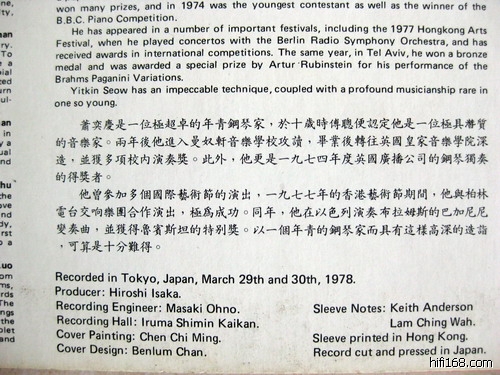 won many prizes, and in 1974 was the youngest contestant as well as the winner of the
B.B.C. Piano Competition.
He has appeared in a number of important festivals, including the 1977 Hongkong Arts
Festival, when he played concertos with the Berlin Radio Symphony Orchestra, and has
received awards in international competitions. The same year, in Tel Aviv, he won a bronze
medal and was awarded a special prize by Artur Rubinstein for his performance of the
Brahms Paganini Variations.
Yitkin Seow has an impeccable technique, coupled with a profound musicianship rare in
one so young.
蕭奕慶是一位極超卓的年青鋼琴家，於十歲時傅聰便認定他是一位極具潛質
的音樂家。兩年後他進入曼奴軒音樂學校攻讀，畢業後轉往英國皇家音樂學院深
造，並獲多項校內演奏獎。此外，他更是一九七四年度英國廣播公司的鋼琴獨奏
的得獎者。
他曾參加多個國際藝術節的演出，一九七七年的香港藝術節期間，他與柏林
電台交响樂團合作演出，極為成功。同年，他在以色列演奏布拉姆斯的巴加尼尼
變奏曲，並獲得魯賓斯坦的特別獎。以一個年青的鋼琴家而具有這樣高深的造詣
，可算是十分難得。
Recorded in Tokyo, Japan, March 29th and 30th, 1978.
Producer: Hiroshi Isaka.
Recording Engineer: Masaki Ohno.
Recording Hall: Iruma Shimin Kaikan.
Cover Painting: Chen Chi Ming.
Cover Design: Benlum Chan.
Sleeve Notes: Keith Anderson
Lam Ching Wah.
Sleeve printed in Hong Kong.
Record cut and pressed in Japan.
hifi168.com